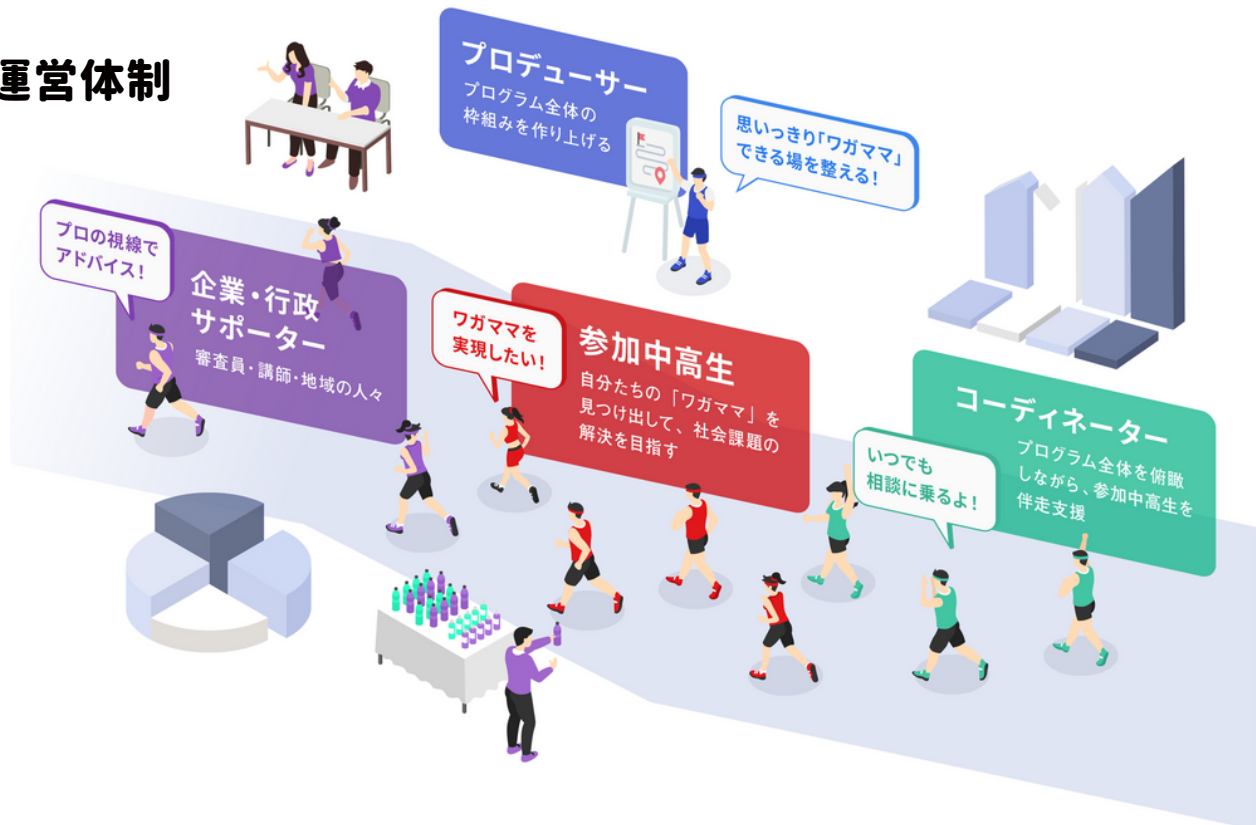 運営体制
プロデューサー
プログラム全体の
枠組みを作り上げる
思いっきり「ワガママ」
できる場を整える!
プロの視線で
アドバイス!
企業・行政
サポーター
審査員・講師・地域の人々
ワガママを
実現したい!
参加中高生
自分たちの「ワガママ」を
見つけ出して、社会課題の
解決を目指す
コーディネーター
プログラム全体を俯瞰
しながら、参加中高生を
伴走支援
いつでも
相談に乗るよ!